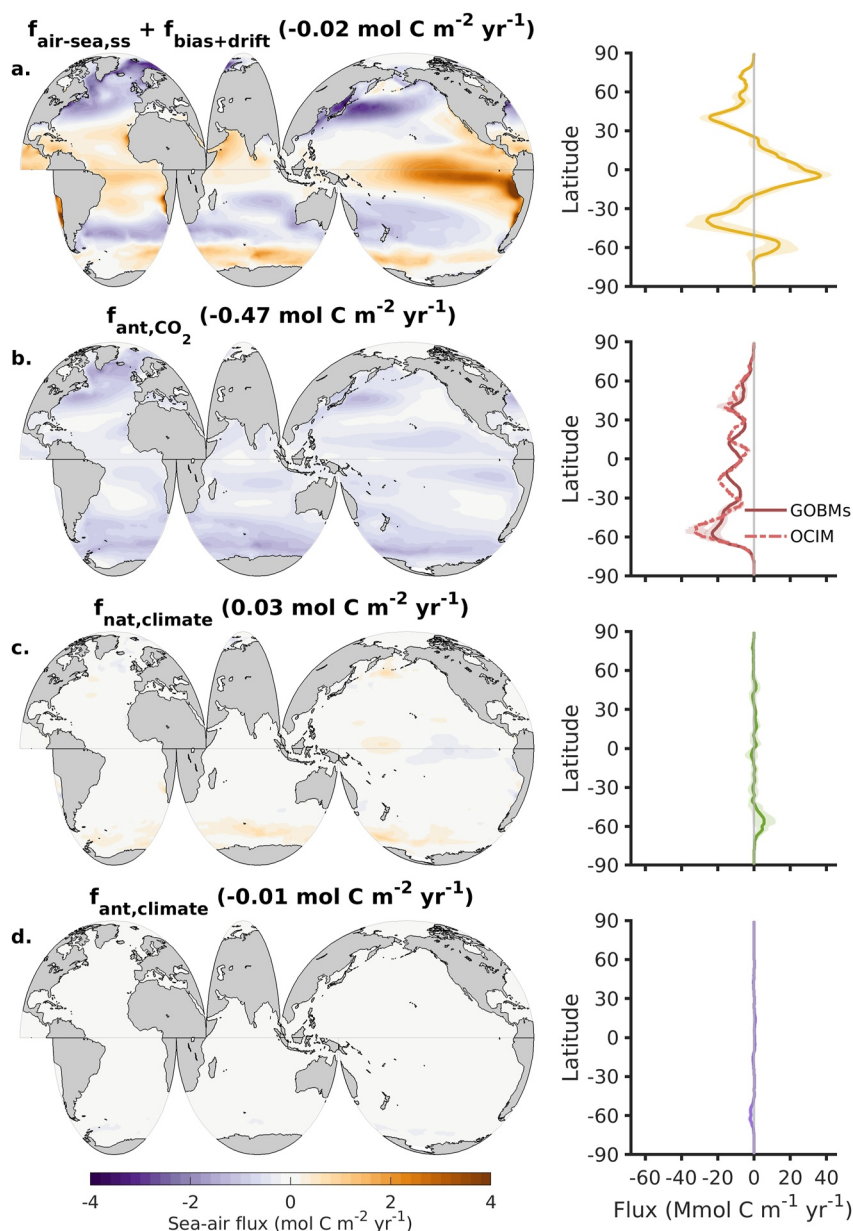 f_air-sea,ss + f_bias+drift (-0.02 mol C m⁻² yr⁻¹)
a.
90
60
30
0
-30
-60
-90
Latitude
f_ant,CO₂ (-0.47 mol C m⁻² yr⁻¹)
b.
90
60
30
0
-30
-60
-90
Latitude
GOBMs
OCIM
f_nat,climate (0.03 mol C m⁻² yr⁻¹)
c.
90
60
30
0
-30
-60
-90
Latitude
f_ant,climate (-0.01 mol C m⁻² yr⁻¹)
d.
90
60
30
0
-30
-60
-90
Latitude
-4 -2 0 2 4
Sea-air flux (mol C m⁻² yr⁻¹)
-60 -40 -20 0 20 40
Flux (Mmol C m⁻¹ yr⁻¹)